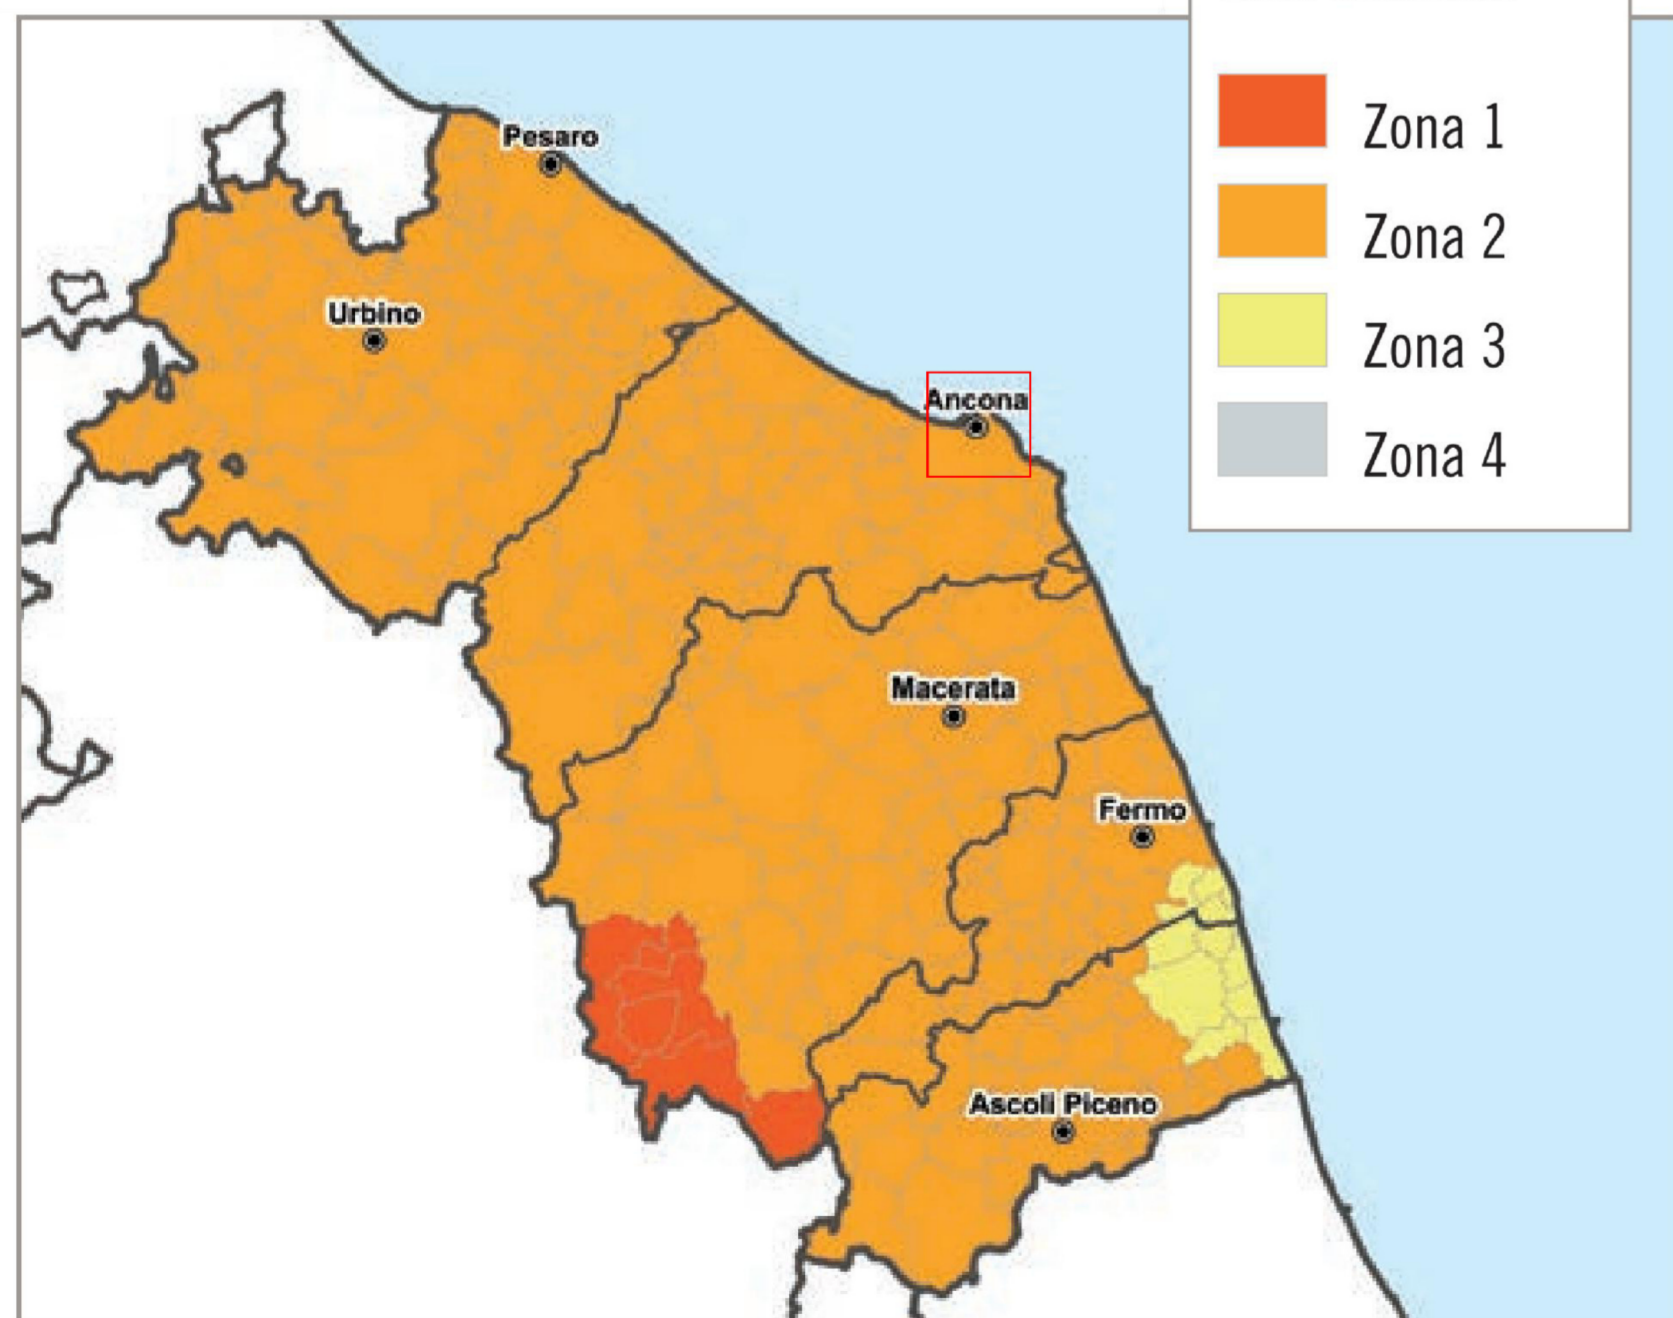 Zona 1
Zona 2
Zona 3
Zona 4
Pesaro
Urbino
Ancona
Macerata
Fermo
Ascoli Piceno